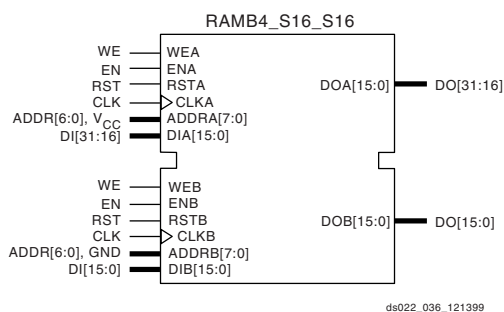 RAMB4_S16_S16
WE WEA
EN ENA
RST RSTA DOA[15:0] DO[31:16]
CLK CLKA
ADDR[6:0], VCC ADDRA[7:0]
DI[31:16] DIA[15:0]
WE WEB
EN ENB
RST RSTB DOB[15:0] DO[15:0]
CLK CLKB
ADDR[6:0], GND ADDRB[7:0]
DI[15:0] DIB[15:0]
ds022_036_121399